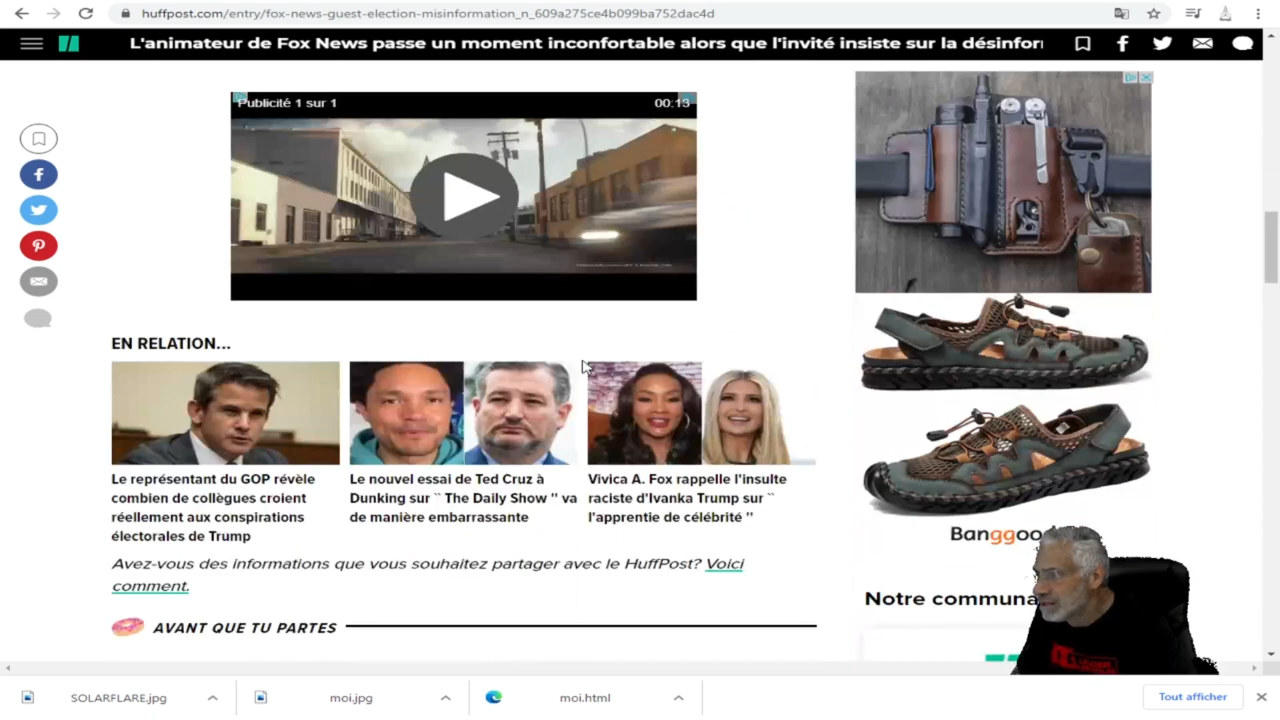 huffpost.com/entry/fox-news-guest-election-misinformation_n_609a275ce4b099ba752dac4d
L'animateur de Fox News passe un moment inconfortable alors que l'invité insiste sur la désinfor
Publicité 1 sur 1
00:13
EN RELATION...
Le représentant du GOP révèle
combien de collègues croient
réellement aux conspirations
électorales de Trump
Le nouvel essai de Ted Cruz à
Dunking sur `` The Daily Show '' va
de manière embarrassante
Vivica A. Fox rappelle l'insulte
raciste d'Ivanka Trump sur ``
l'apprentie de célébrité ''
Avez-vous des informations que vous souhaitez partager avec le HuffPost? Voici
comment.
AVANT QUE TU PARTES
Banggoo
Notre communa
SOLARFLARE.jpg
moi.jpg
moi.html
Tout afficher